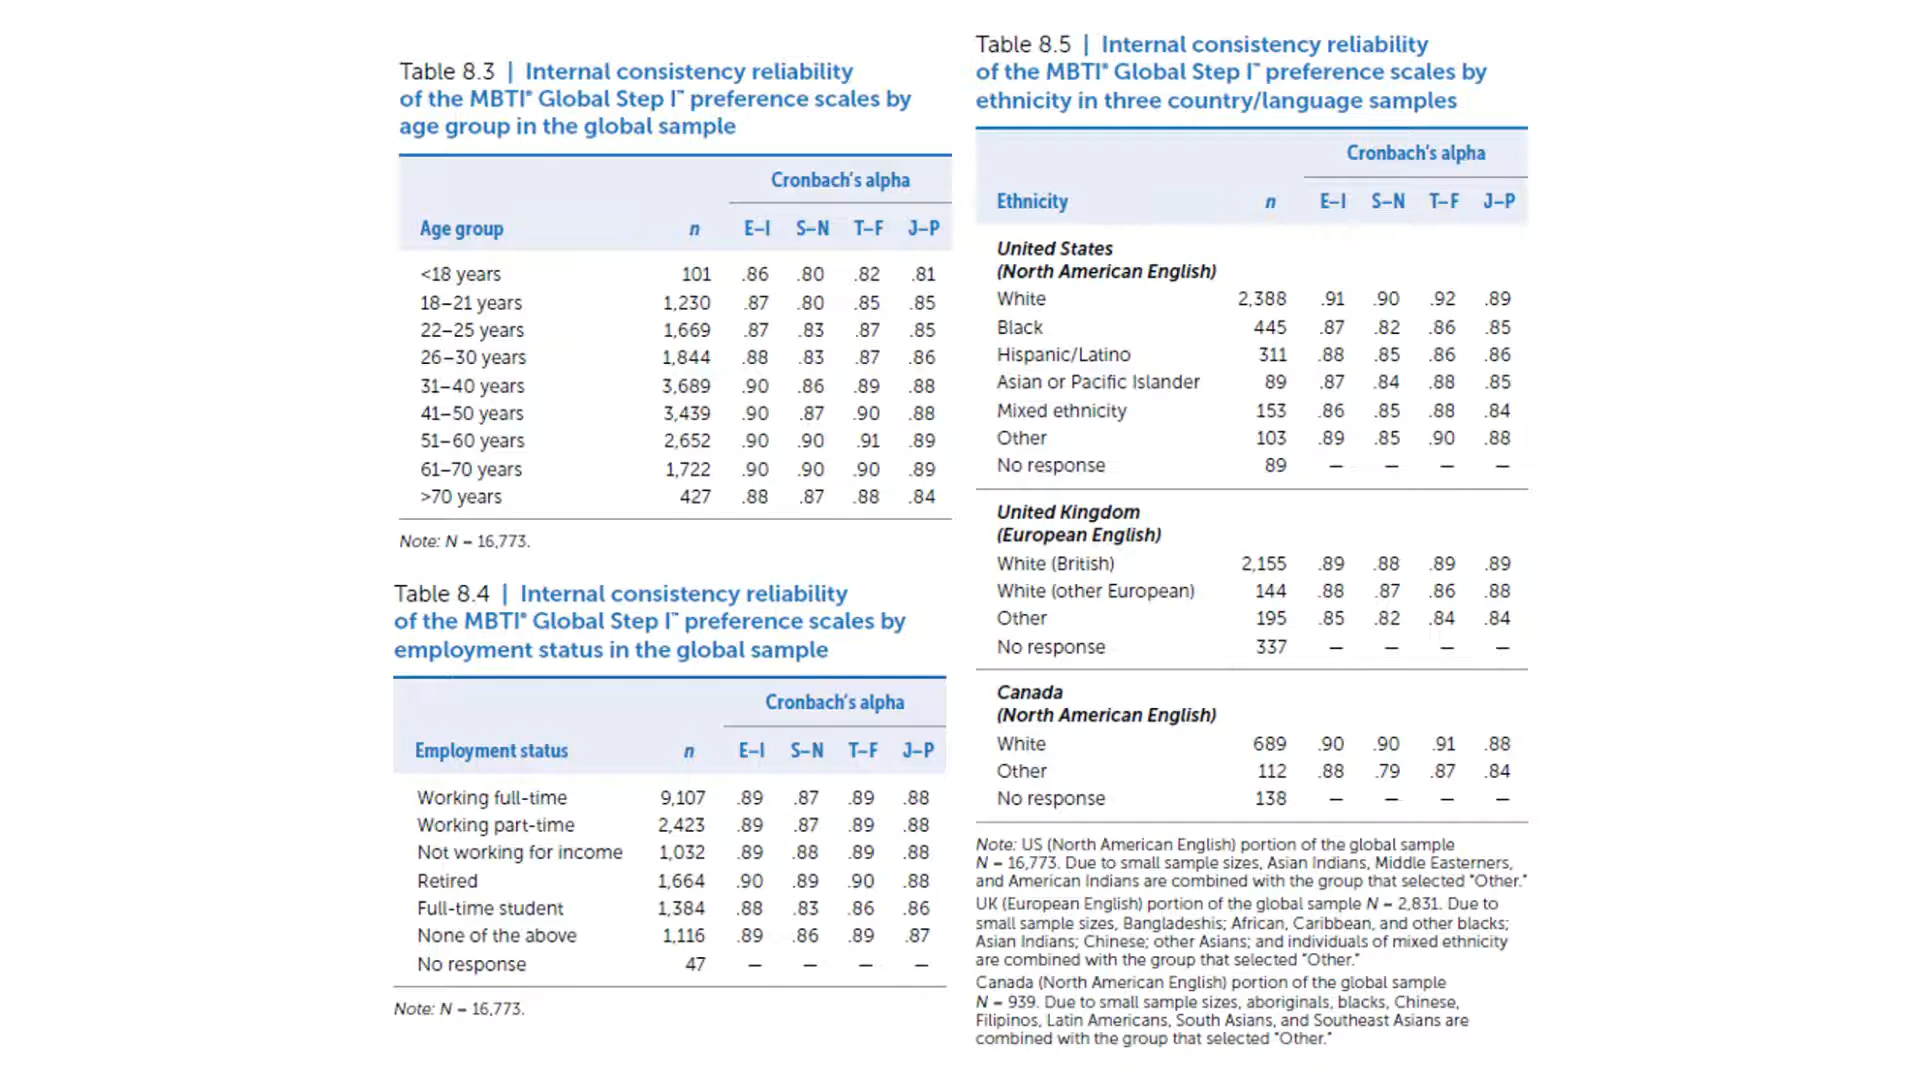 Table 8.3 | Internal consistency reliability
of the MBTI® Global Step I™ preference scales by
age group in the global sample
Cronbach's alpha
Age group n E–I S–N T–F J–P
<18 years 101 .86 .80 .82 .81
18–21 years 1,230 .87 .80 .85 .85
22–25 years 1,669 .87 .83 .87 .85
26–30 years 1,844 .88 .83 .87 .86
31–40 years 3,689 .90 .86 .89 .88
41–50 years 3,439 .90 .87 .90 .88
51–60 years 2,652 .90 .90 .91 .89
61–70 years 1,722 .90 .90 .90 .89
>70 years 427 .88 .87 .88 .84
Note: N = 16,773.
Table 8.4 | Internal consistency reliability
of the MBTI® Global Step I™ preference scales by
employment status in the global sample
Cronbach's alpha
Employment status n E–I S–N T–F J–P
Working full-time 9,107 .89 .87 .89 .88
Working part-time 2,423 .89 .87 .89 .88
Not working for income 1,032 .89 .88 .89 .88
Retired 1,664 .90 .89 .90 .88
Full-time student 1,384 .88 .83 .86 .86
None of the above 1,116 .89 .86 .89 .87
No response 47 – – – –
Note: N = 16,773.
Table 8.5 | Internal consistency reliability
of the MBTI® Global Step I™ preference scales by
ethnicity in three country/language samples
Cronbach's alpha
Ethnicity n E–I S–N T–F J–P
United States
(North American English)
White 2,388 .91 .90 .92 .89
Black 445 .87 .82 .86 .85
Hispanic/Latino 311 .88 .85 .86 .86
Asian or Pacific Islander 89 .87 .84 .88 .85
Mixed ethnicity 153 .86 .85 .88 .84
Other 103 .89 .85 .90 .88
No response 89 – – – –
United Kingdom
(European English)
White (British) 2,155 .89 .88 .89 .89
White (other European) 144 .88 .87 .86 .88
Other 195 .85 .82 .84 .84
No response 337 – – – –
Canada
(North American English)
White 689 .90 .90 .91 .88
Other 112 .88 .79 .87 .84
No response 138 – – – –
Note: US (North American English) portion of the global sample
N = 16,773. Due to small sample sizes, Asian Indians, Middle Easterners,
and American Indians are combined with the group that selected "Other."
UK (European English) portion of the global sample N = 2,831. Due to
small sample sizes, Bangladeshis; African, Caribbean, and other blacks;
Asian Indians; Chinese; other Asians; and individuals of mixed ethnicity
are combined with the group that selected "Other."
Canada (North American English) portion of the global sample
N = 939. Due to small sample sizes, aboriginals, blacks, Chinese,
Filipinos, Latin Americans, South Asians, and Southeast Asians are
combined with the group that selected "Other."